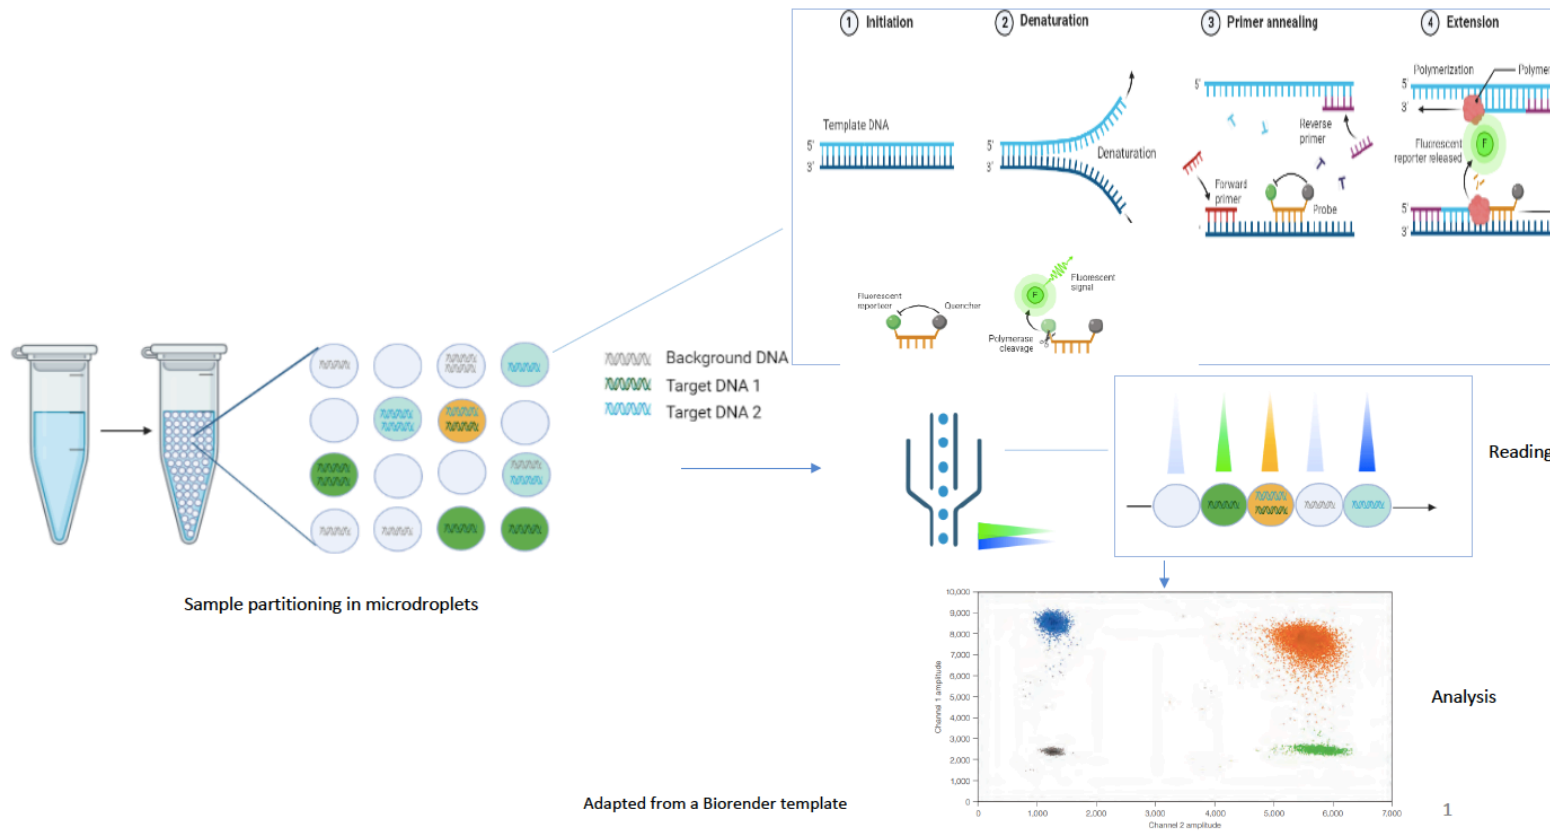 1 Initiation
2 Denaturation
3 Primer annealing
4 Extension
Template DNA
5'
3'
5'
3'
Denaturation
5'
Reverse
primer
Forward
primer
Probe
Polymerization
Polymer
5'
3'
Fluorescent
reporter released
F
5'
3'
Fluorescent
reporteer
Quencher
F
Fluorescent
signal
Polymerase
cleavage
Background DNA
Target DNA 1
Target DNA 2
Reading
Sample partitioning in microdroplets
10,000
9,000
8,000
7,000
6,000
5,000
4,000
3,000
2,000
1,000
0
Channel 1 amplitude
0
1,000
2,000
3,000
4,000
5,000
6,000
7,000
Channel 2 amplitude
Analysis
Adapted from a Biorender template
1